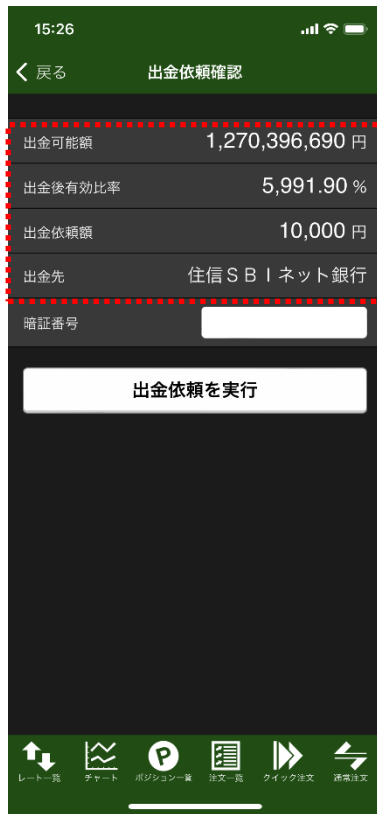 15:26
戻る 出金依頼確認
出金可能額 1,270,396,690 円
出金後有効比率 5,991.90 %
出金依頼額 10,000 円
出金先 住信ＳＢＩネット銀行
暗証番号
出金依頼を実行
P
レート一覧 チャート ポジション一覧 注文一覧 クイック注文 通常注文